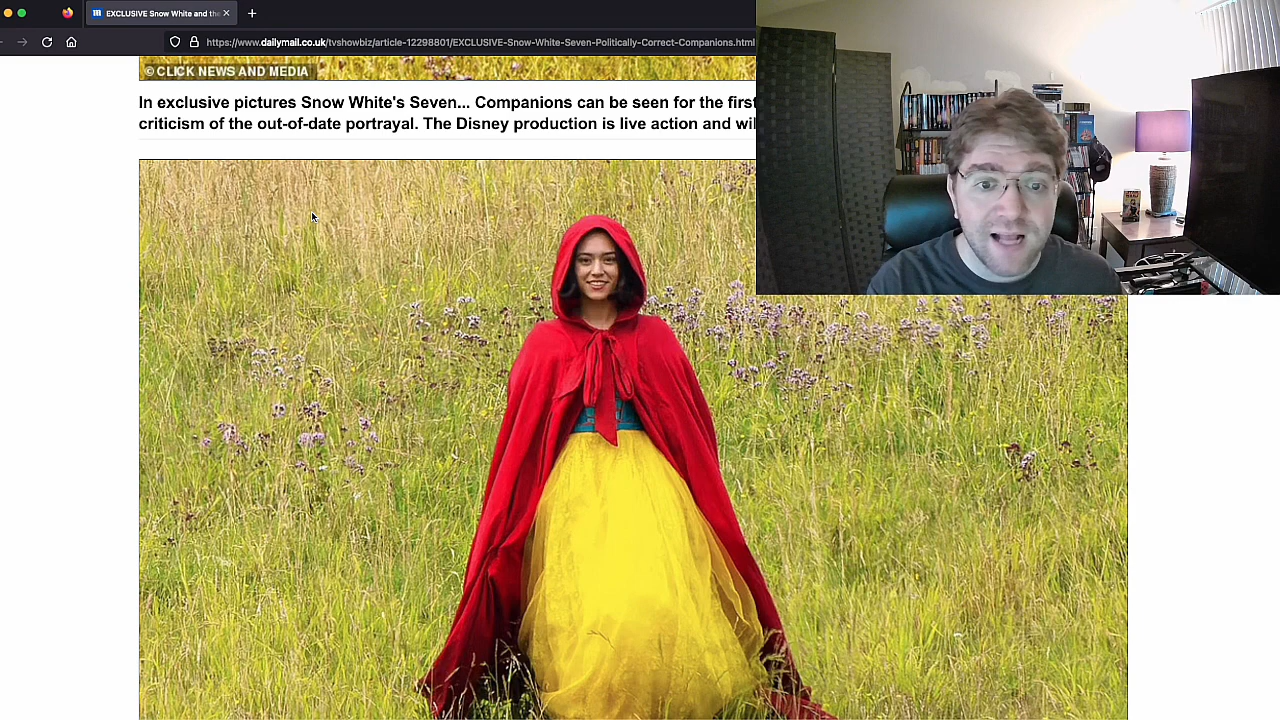 EXCLUSIVE Snow White and the
https://www.dailymail.co.uk/tvshowbiz/article-12298801/EXCLUSIVE-Snow-White-Seven-Politically-Correct-Companions.html
© CLICK NEWS AND MEDIA
In exclusive pictures Snow White's Seven... Companions can be seen for the first
criticism of the out-of-date portrayal. The Disney production is live action and wil